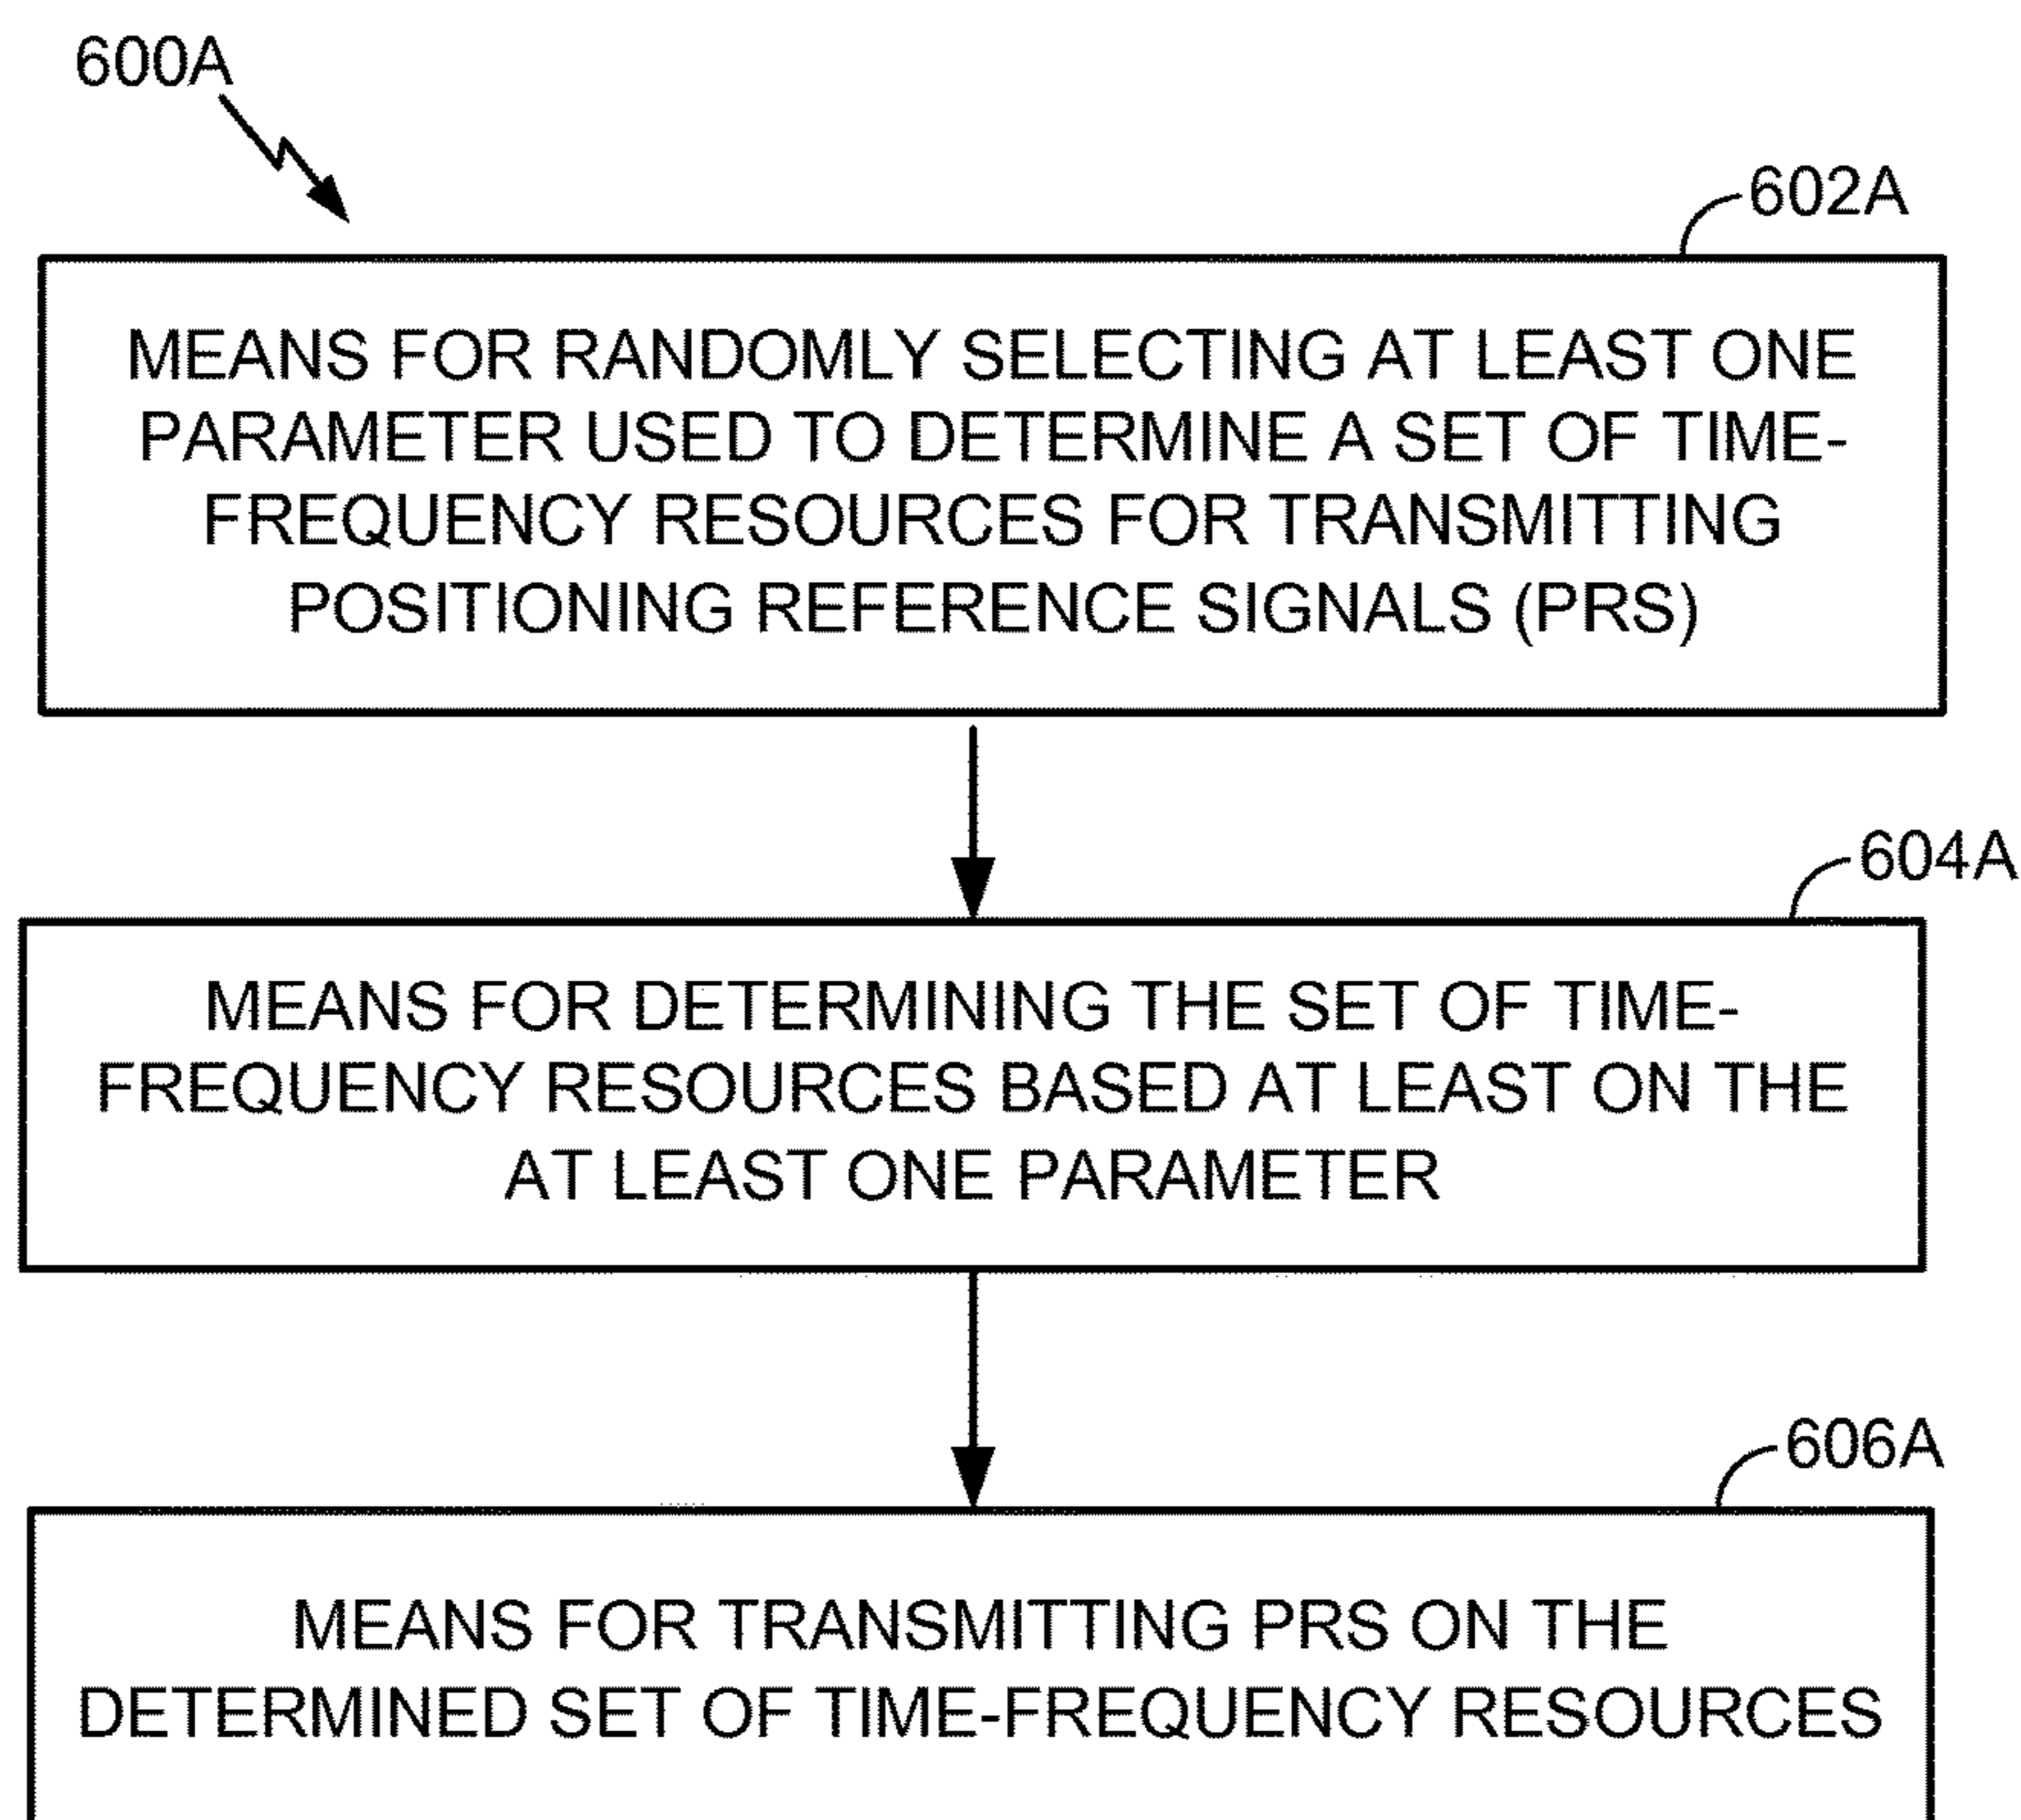 600A
602A
MEANS FOR RANDOMLY SELECTING AT LEAST ONE
PARAMETER USED TO DETERMINE A SET OF TIME-
FREQUENCY RESOURCES FOR TRANSMITTING
POSITIONING REFERENCE SIGNALS (PRS)
604A
MEANS FOR DETERMINING THE SET OF TIME-
FREQUENCY RESOURCES BASED AT LEAST ON THE
AT LEAST ONE PARAMETER
606A
MEANS FOR TRANSMITTING PRS ON THE
DETERMINED SET OF TIME-FREQUENCY RESOURCES